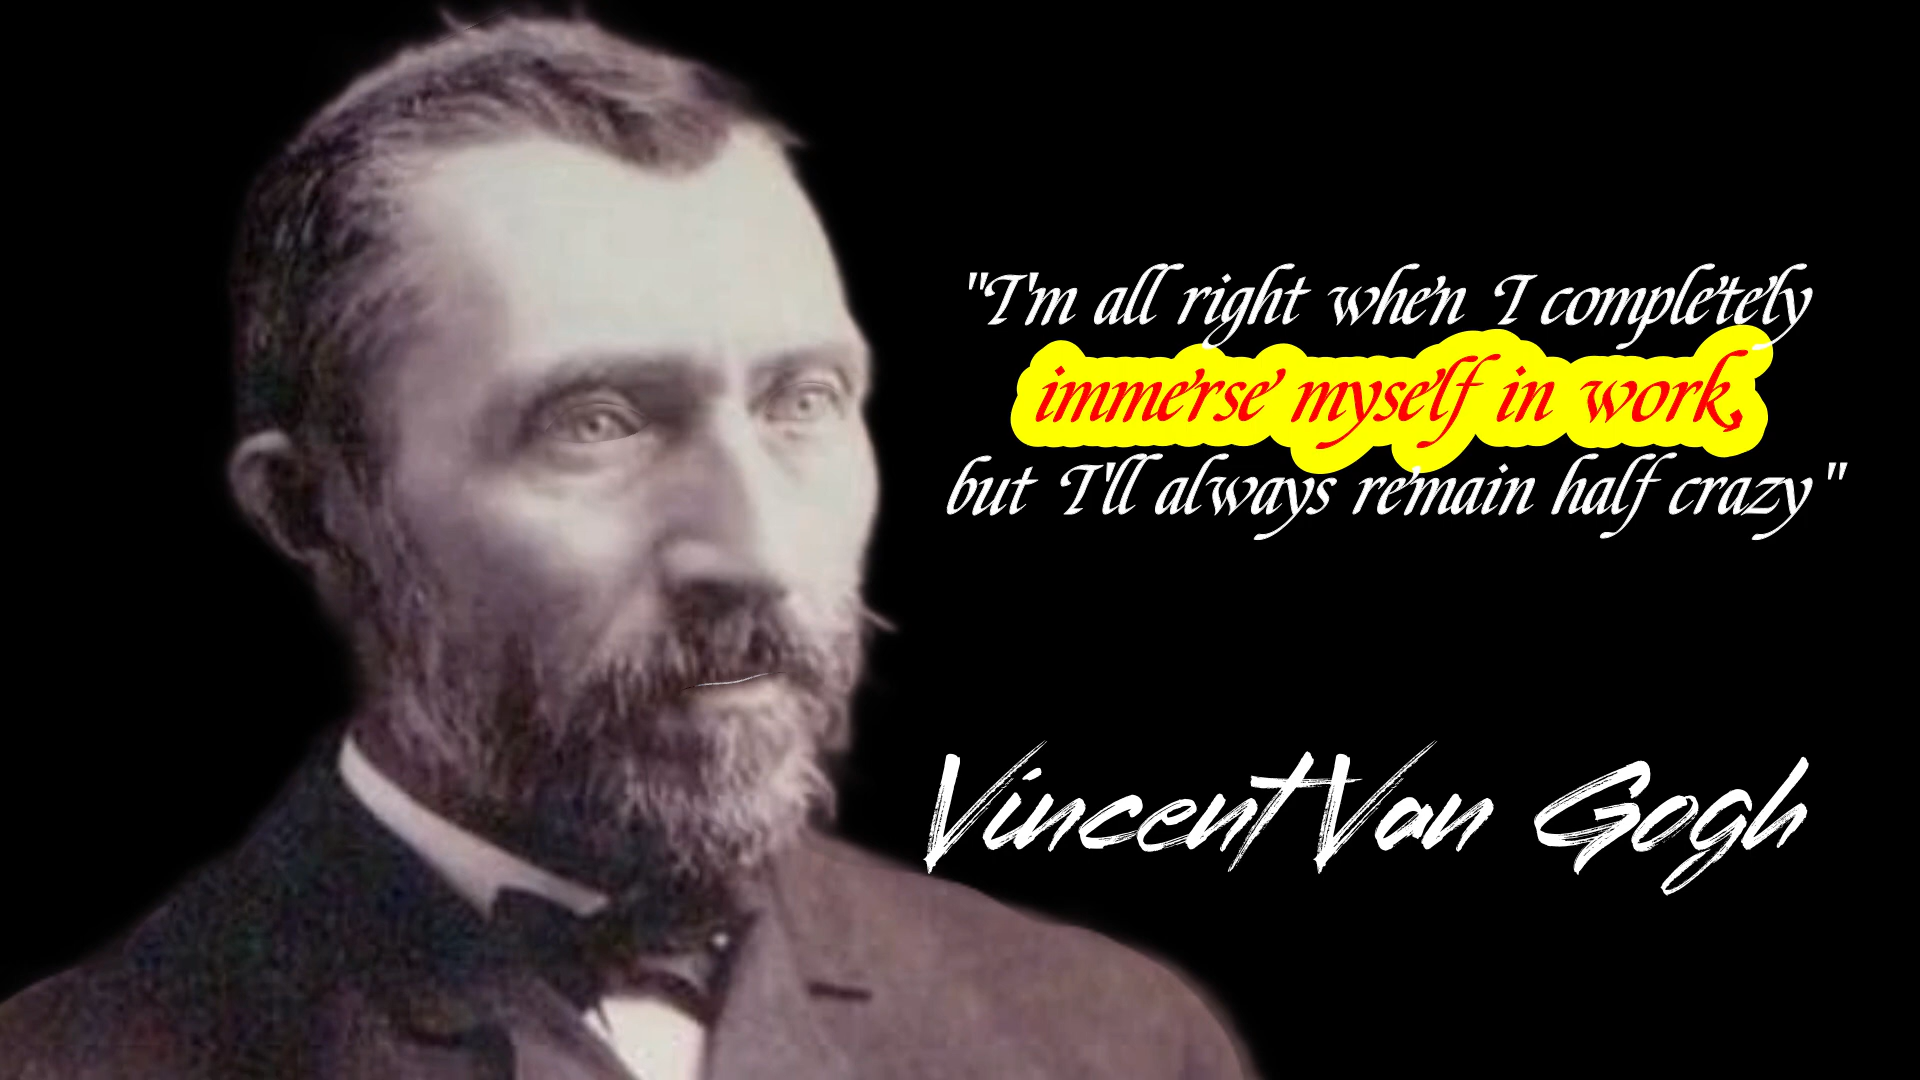 "I'm all right when I completely
immerse myself in work,
but I'll always remain half crazy"
Vincent Van Gogh